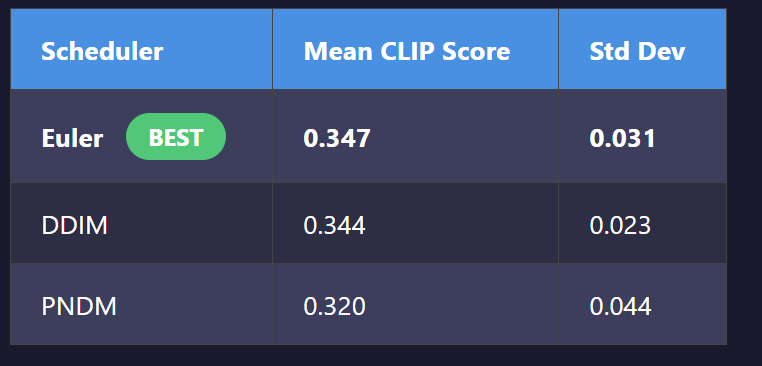 Scheduler Mean CLIP Score Std Dev
Euler BEST 0.347 0.031
DDIM 0.344 0.023
PNDM 0.320 0.044